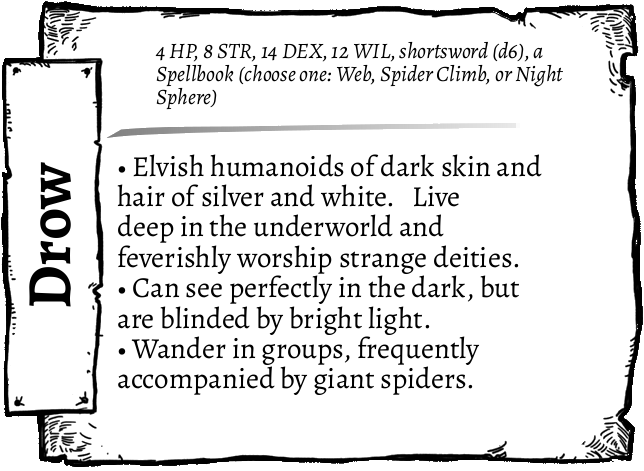 Drow
4 HP, 8 STR, 14 DEX, 12 WIL, shortsword (d6), a
Spellbook (choose one: Web, Spider Climb, or Night
Sphere)
• Elvish humanoids of dark skin and
hair of silver and white. Live
deep in the underworld and
feverishly worship strange deities.
• Can see perfectly in the dark, but
are blinded by bright light.
• Wander in groups, frequently
accompanied by giant spiders.